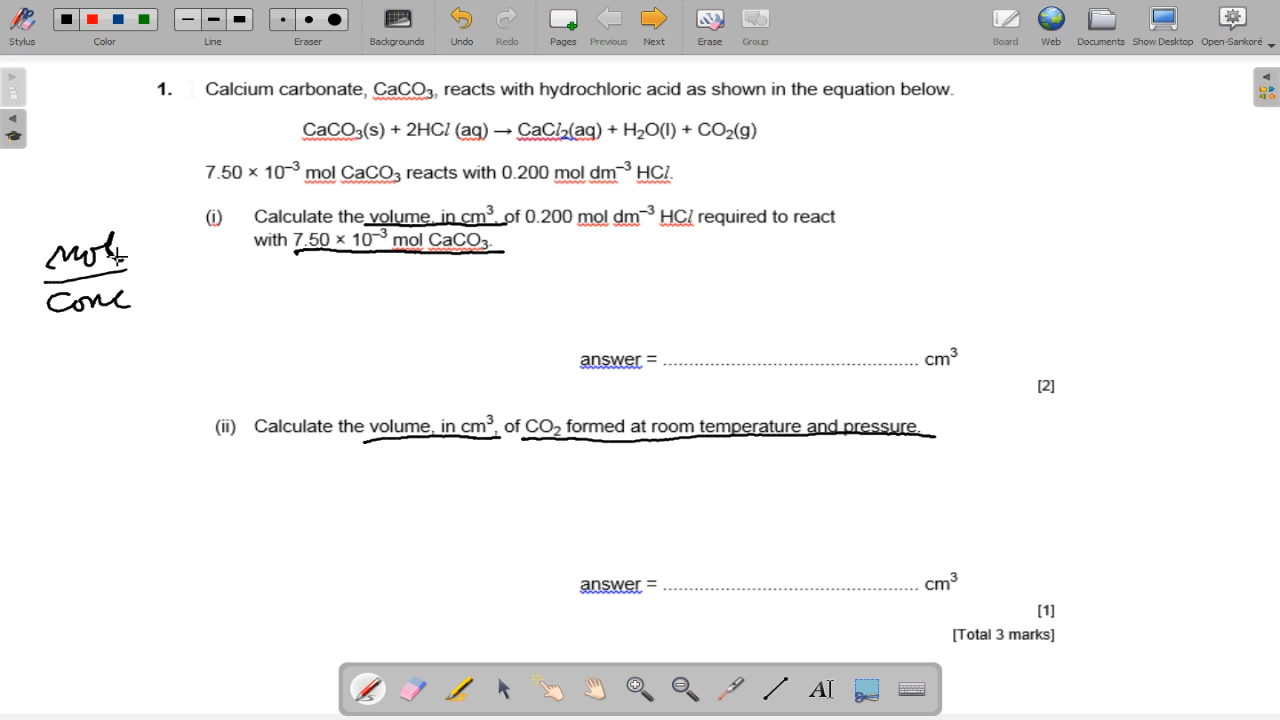 Stylus Color Line Eraser Backgrounds Undo Redo Pages Previous Next Erase Group Board Web Documents Show Desktop Open-Sankoré
1. Calcium carbonate, CaCO₃, reacts with hydrochloric acid as shown in the equation below.
CaCO₃(s) + 2HCl (aq) → CaCl₂(aq) + H₂O(l) + CO₂(g)
7.50 × 10⁻³ mol CaCO₃ reacts with 0.200 mol dm⁻³ HCl.
(i) Calculate the volume, in cm³, of 0.200 mol dm⁻³ HCl required to react
with 7.50 × 10⁻³ mol CaCO₃.
mol
conc
answer = .......................................... cm³
[2]
(ii) Calculate the volume, in cm³, of CO₂ formed at room temperature and pressure.
answer = .......................................... cm³
[1]
[Total 3 marks]
AI